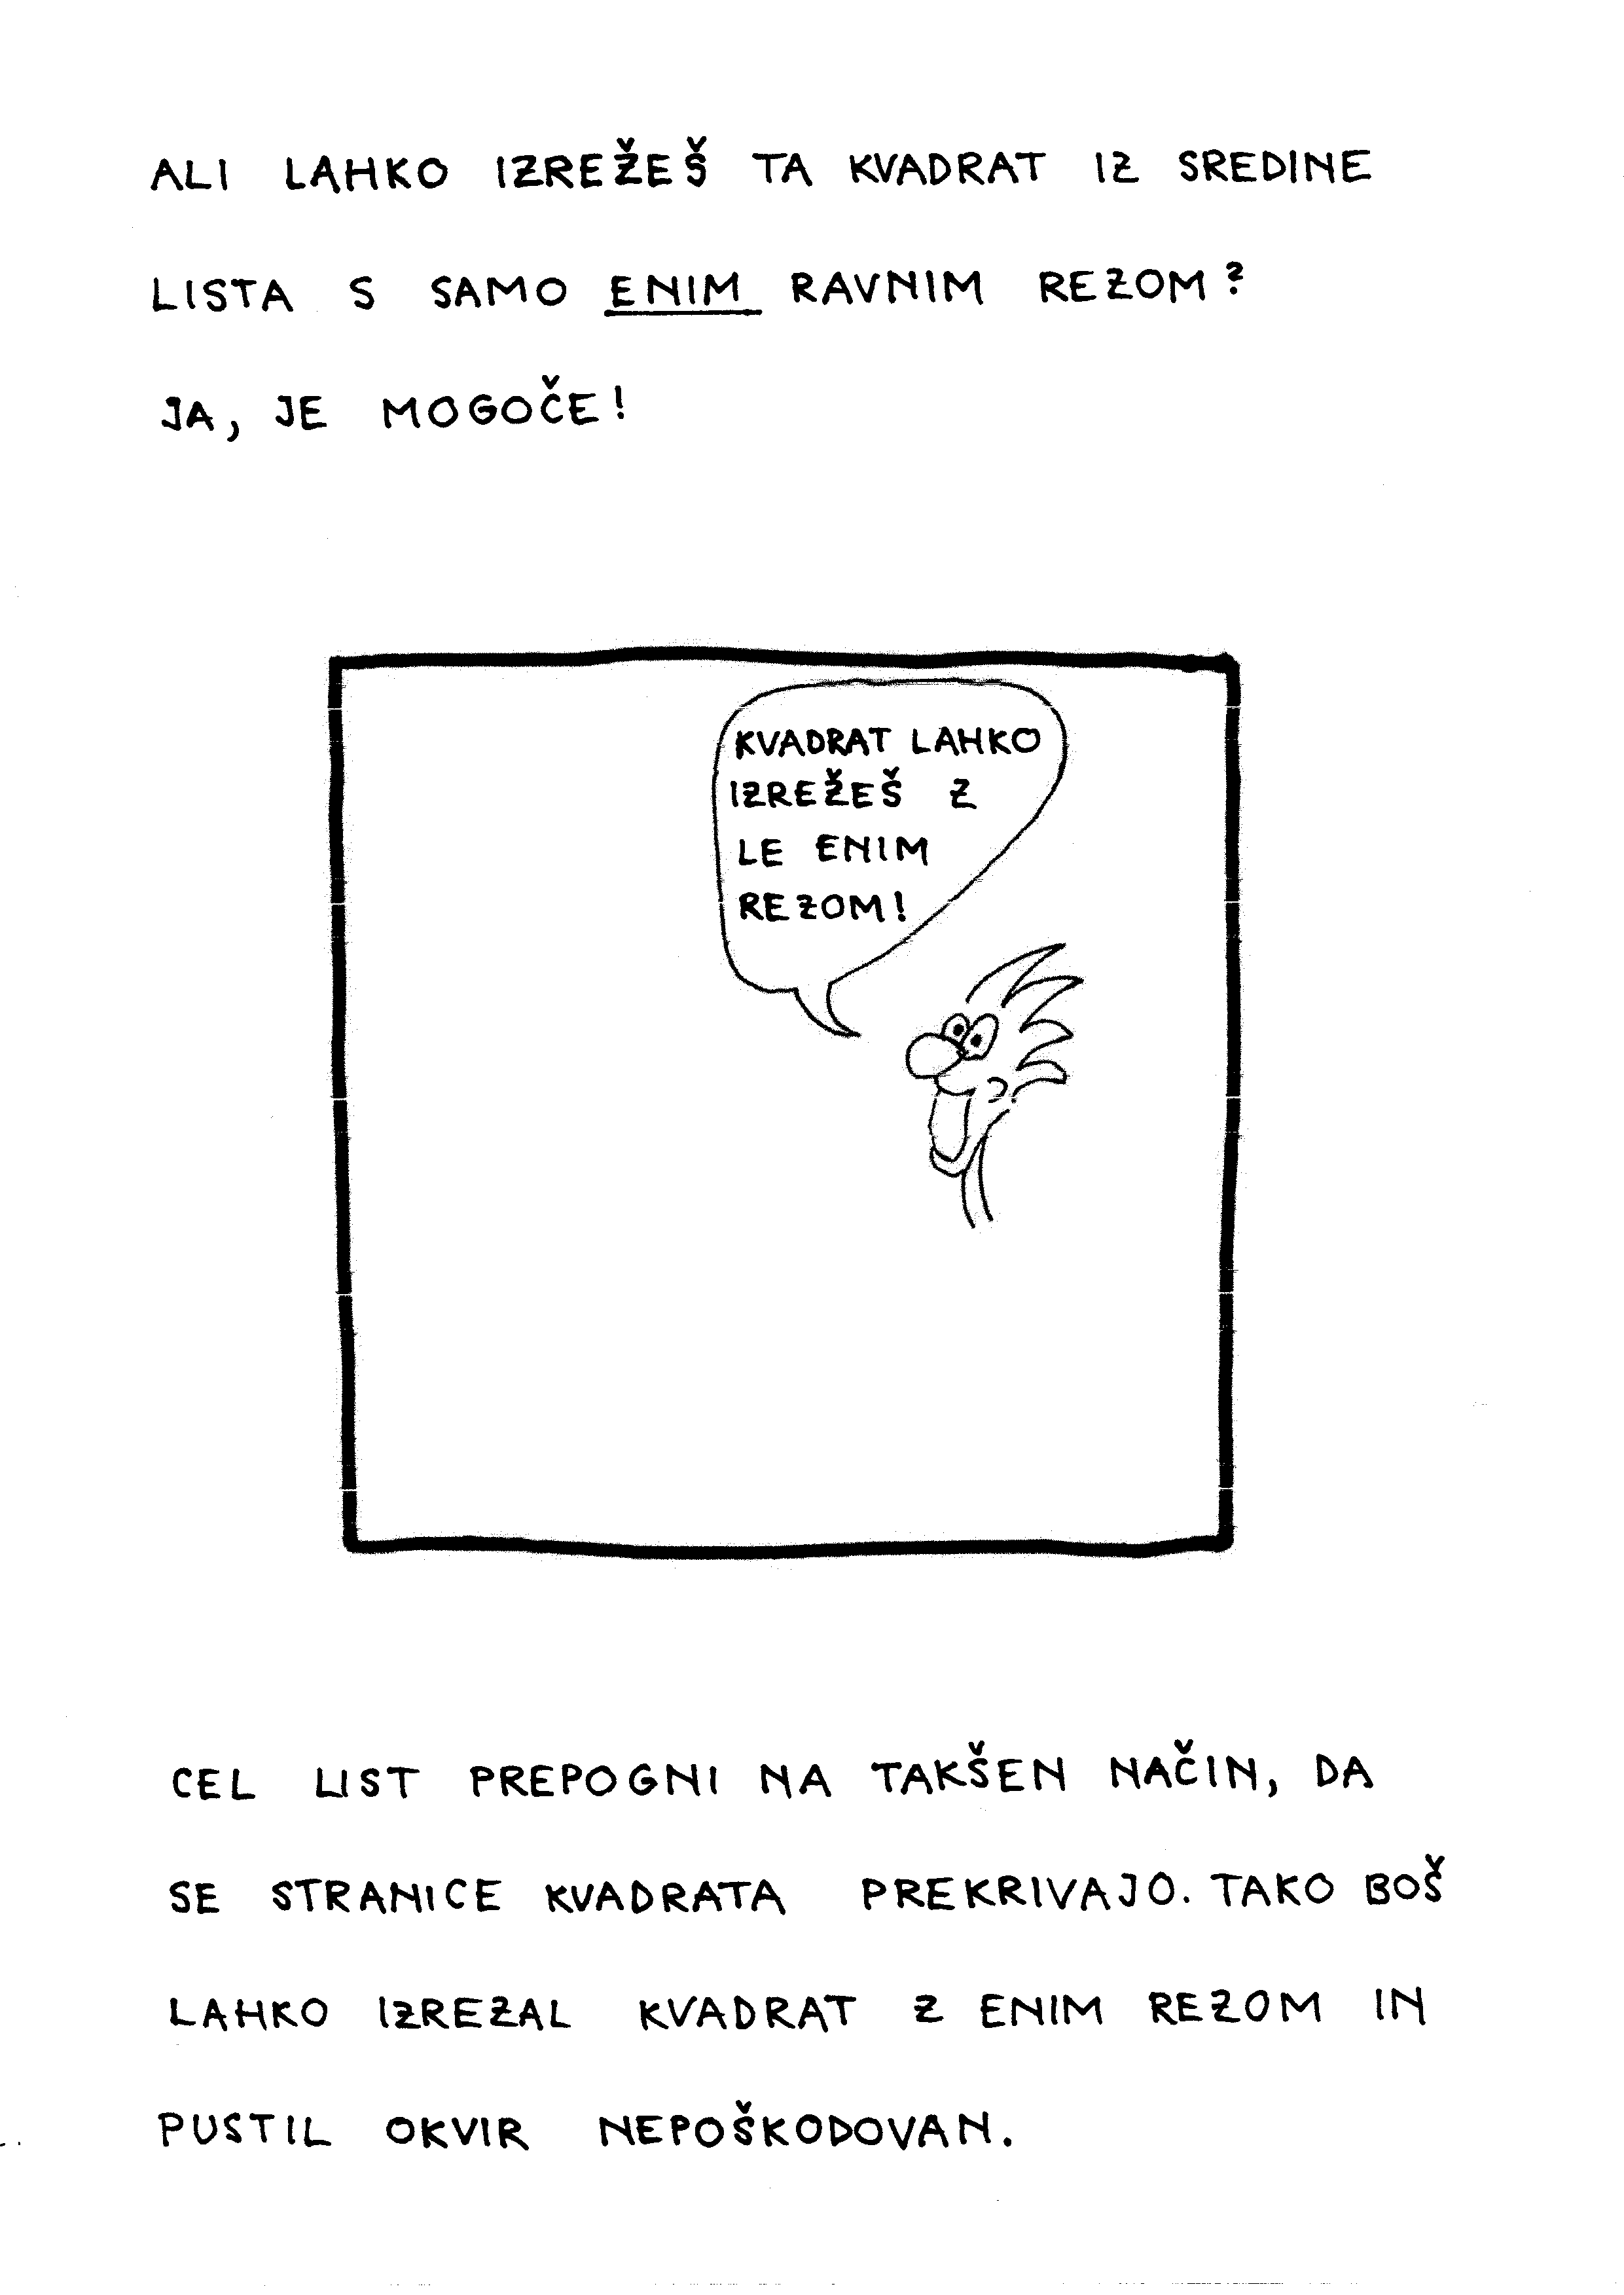 ALI LAHKO IZREŽEŠ TA KVADRAT IZ SREDINE
LISTA S SAMO ENIM RAVNIM REZOM?
JA, JE MOGOČE!
KVADRAT LAHKO
IZREŽEŠ Z
LE ENIM
REZOM!
CEL LIST PREPOGNI NA TAKŠEN NAČIN, DA
SE STRANICE KVADRATA PREKRIVAJO. TAKO BOŠ
LAHKO IZREZAL KVADRAT Z ENIM REZOM IN
PUSTIL OKVIR NEPOŠKODOVAN.